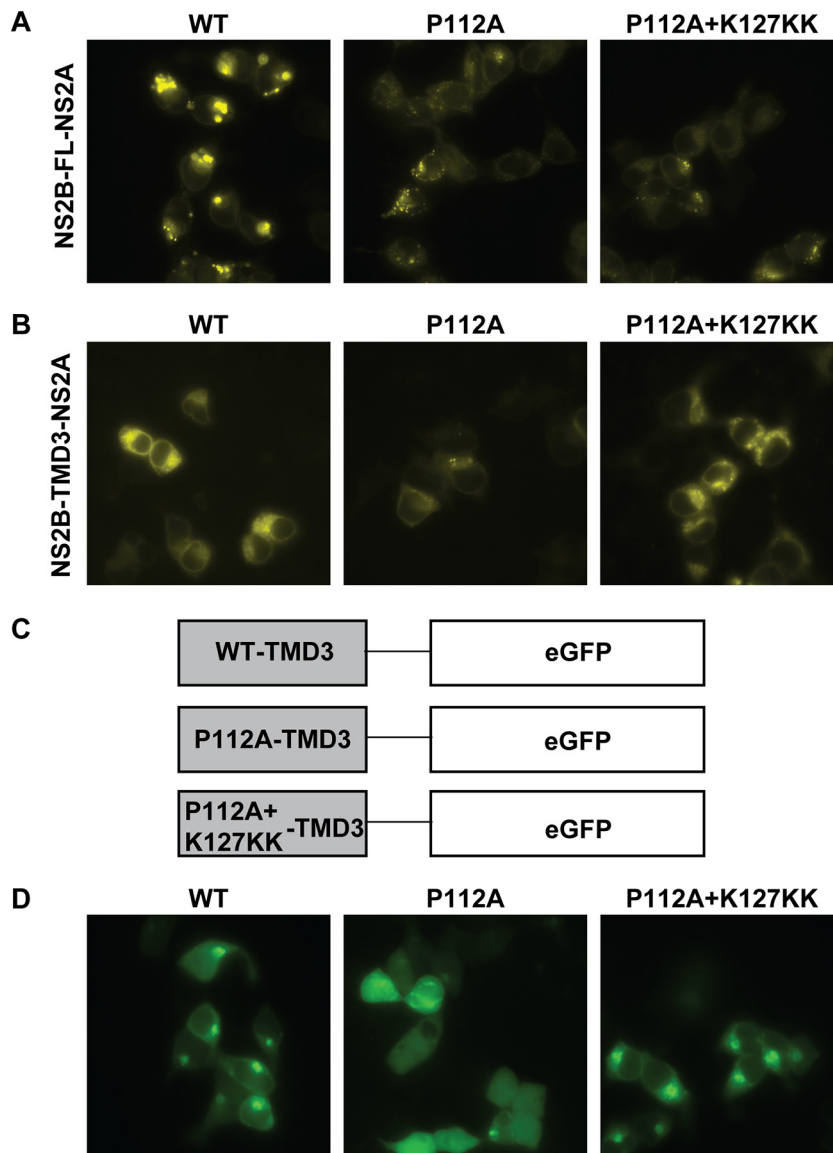 A
WT
P112A
P112A+K127KK
NS2B-FL-NS2A
B
WT
P112A
P112A+K127KK
NS2B-TMD3-NS2A
C
WT-TMD3
eGFP
P112A-TMD3
eGFP
P112A+
K127KK
-TMD3
eGFP
D
WT
P112A
P112A+K127KK